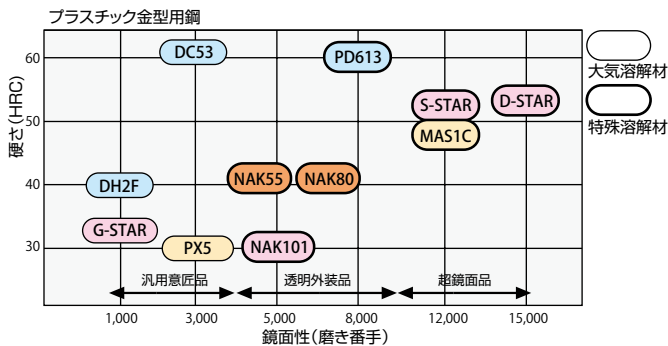 プラスチック金型用鋼
硬さ(HRC)
60
50
40
30
DC53
PD613
S-STAR
D-STAR
MAS1C
NAK55
NAK80
DH2F
G-STAR
PX5
NAK101
汎用意匠品
透明外装品
超鏡面品
1,000
3,000
5,000
8,000
12,000
15,000
鏡面性(磨き番手)
大気溶解材
特殊溶解材